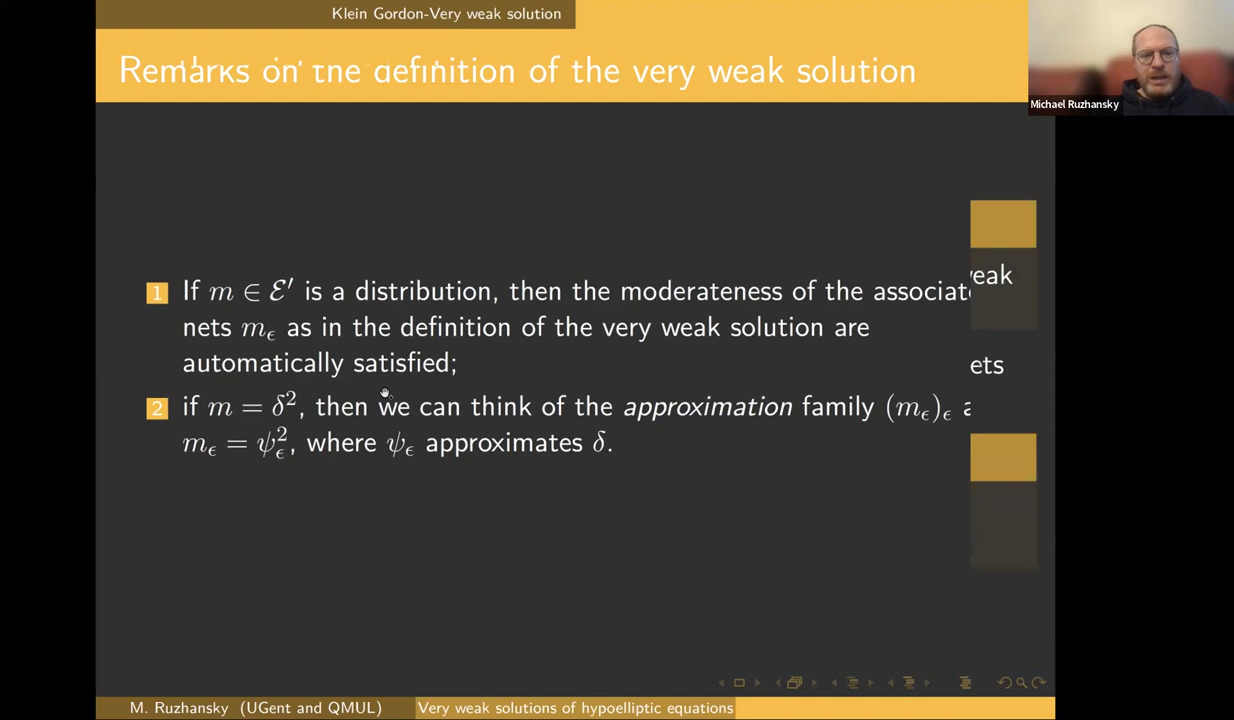 Klein Gordon-Very weak solution
Remarks on the definition of the very weak solution
Michael Ruzhansky
1 If m ∈ ℰ′ is a distribution, then the moderateness of the associat
nets m_ϵ as in the definition of the very weak solution are
automatically satisfied;
2 if m = δ², then we can think of the approximation family (m_ϵ)_ϵ a
m_ϵ = ψ_ϵ², where ψ_ϵ approximates δ.
eak
ets
M. Ruzhansky (UGent and QMUL) Very weak solutions of hypoelliptic equations